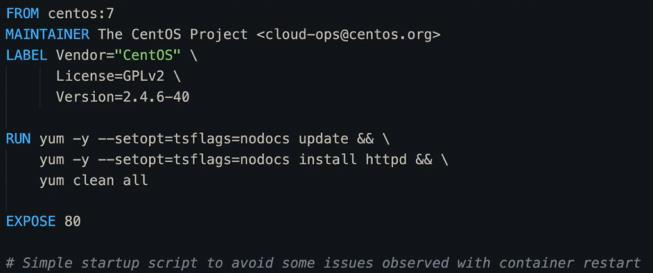 FROM centos:7
MAINTAINER The CentOS Project <cloud-ops@centos.org>
LABEL Vendor="CentOS" \
      License=GPLv2 \
      Version=2.4.6-40

RUN yum -y --setopt=tsflags=nodocs update && \
    yum -y --setopt=tsflags=nodocs install httpd && \
    yum clean all

EXPOSE 80

# Simple startup script to avoid some issues observed with container restart